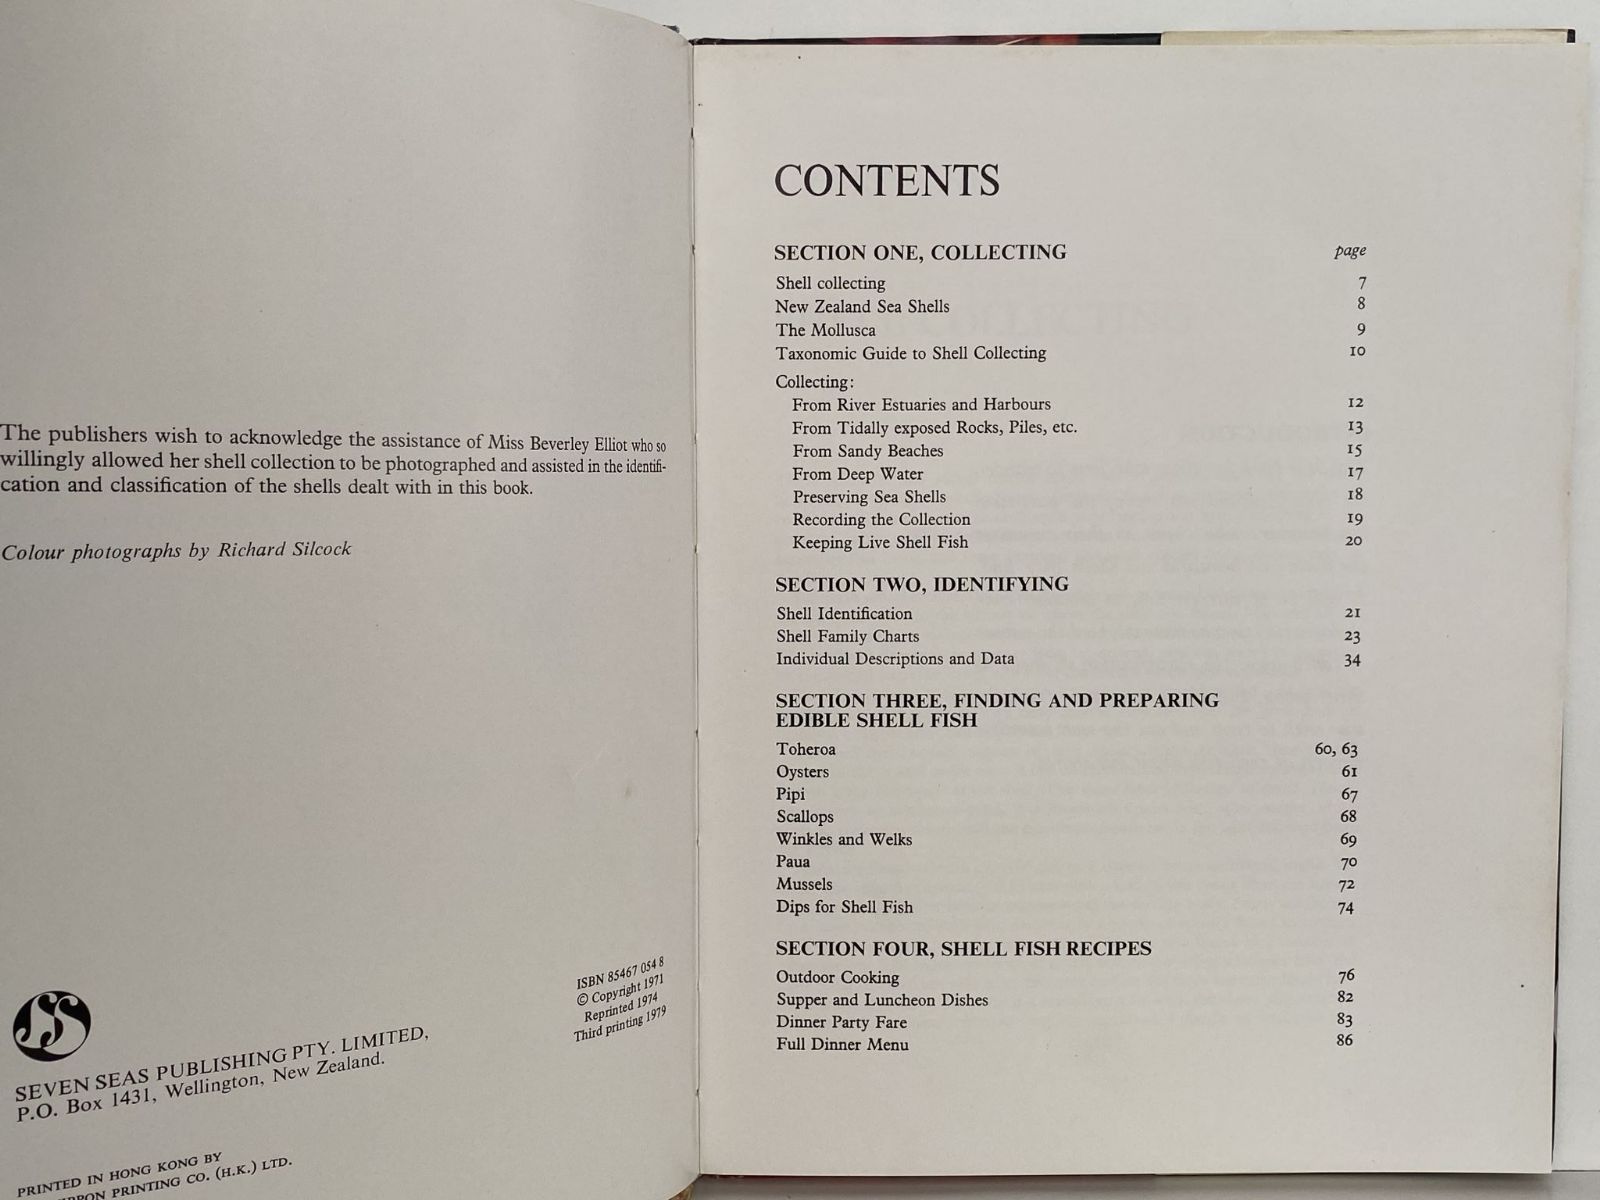 The publishers wish to acknowledge the assistance of Miss Beverley Elliot who so
willingly allowed her shell collection to be photographed and assisted in the identifi-
cation and classification of the shells dealt with in this book.
Colour photographs by Richard Silcock
ISBN 85467 054 8
© Copyright 1971
Reprinted 1974
Third printing 1979
SEVEN SEAS PUBLISHING PTY. LIMITED,
P.O. Box 1431, Wellington, New Zealand.
PRINTED IN HONG KONG BY
PRINTING CO. (H.K.) LTD.
CONTENTS
SECTION ONE, COLLECTING page
Shell collecting 7
New Zealand Sea Shells 8
The Mollusca 9
Taxonomic Guide to Shell Collecting 10
Collecting:
From River Estuaries and Harbours 12
From Tidally exposed Rocks, Piles, etc. 13
From Sandy Beaches 15
From Deep Water 17
Preserving Sea Shells 18
Recording the Collection 19
Keeping Live Shell Fish 20
SECTION TWO, IDENTIFYING
Shell Identification 21
Shell Family Charts 23
Individual Descriptions and Data 34
SECTION THREE, FINDING AND PREPARING
EDIBLE SHELL FISH
Toheroa 60, 63
Oysters 61
Pipi 67
Scallops 68
Winkles and Welks 69
Paua 70
Mussels 72
Dips for Shell Fish 74
SECTION FOUR, SHELL FISH RECIPES
Outdoor Cooking 76
Supper and Luncheon Dishes 82
Dinner Party Fare 83
Full Dinner Menu 86